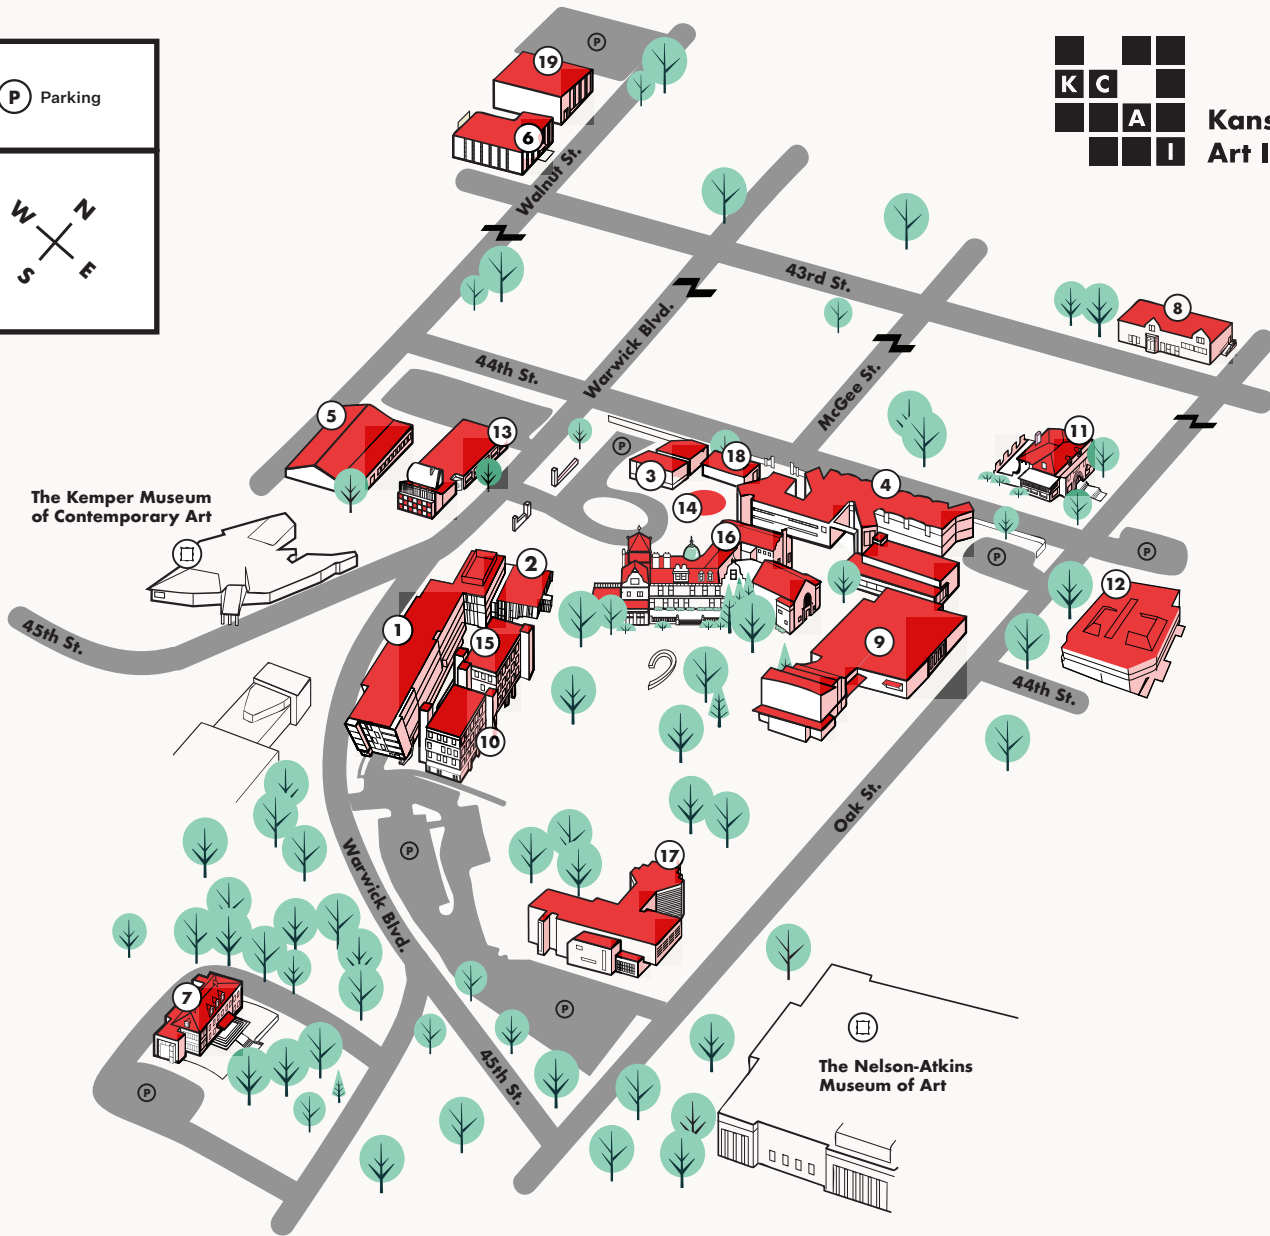 P Parking
N
W
S
E
K C
A
I
Kans
Art I
P
19
6
Walnut St.
43rd St.
8
Warwick Blvd.
44th St.
McGee St.
5
13
P
3
18
11
4
14
16
The Kemper Museum
of Contemporary Art
P
P
2
12
1
15
9
45th St.
44th St.
10
Oak St.
P
17
Warwick Blvd.
7
P
The Nelson-Atkins
Museum of Art
45th St.
P